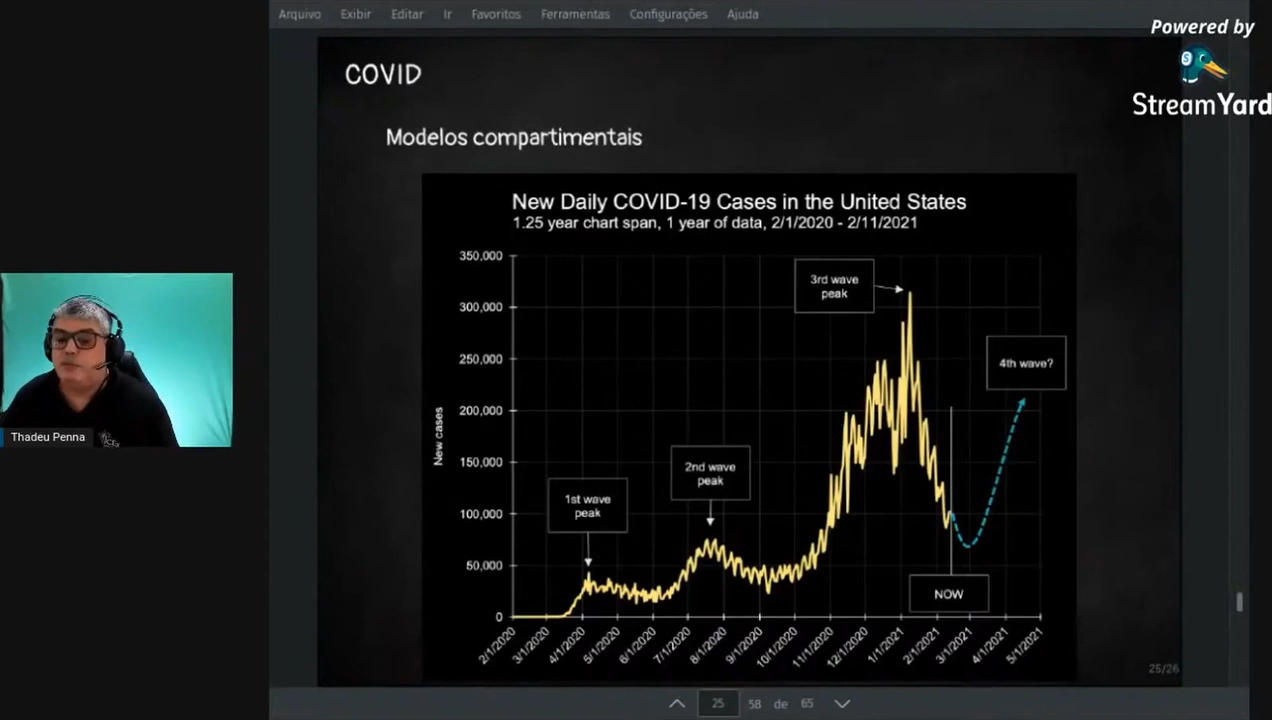 Arquivo Exibir Editar Ir Favoritos Ferramentas Configurações Ajuda
Powered by
StreamYard
COVID
Modelos compartimentais
New Daily COVID-19 Cases in the United States
1.25 year chart span, 1 year of data, 2/1/2020 - 2/11/2021
350,000
300,000
250,000
200,000
150,000
100,000
50,000
0
New cases
1st wave
peak
2nd wave
peak
3rd wave
peak
4th wave?
NOW
2/1/2020
3/1/2020
4/1/2020
5/1/2020
6/1/2020
7/1/2020
8/1/2020
9/1/2020
10/1/2020
11/1/2020
12/1/2020
1/1/2021
2/1/2021
3/1/2021
4/1/2021
5/1/2021
Thadeu Penna
25/26
25 58 de 65